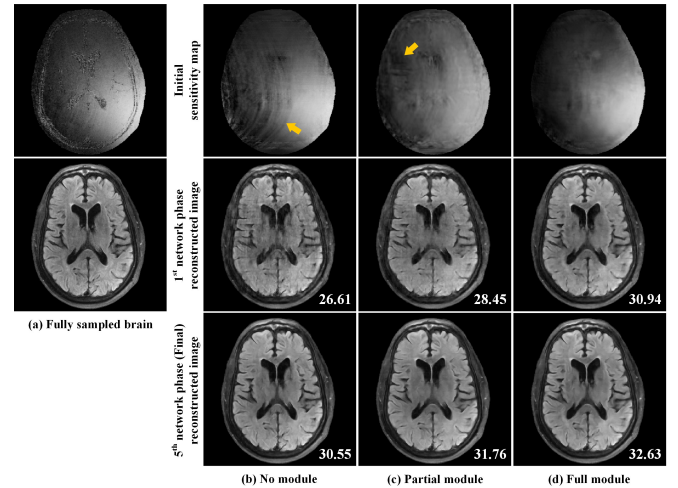 Initial
sensitivity map
1st network phase
reconstructed image
26.61
28.45
30.94
(a) Fully sampled brain
5th network phase (Final)
reconstructed image
30.55
31.76
32.63
(b) No module
(c) Partial module
(d) Full module